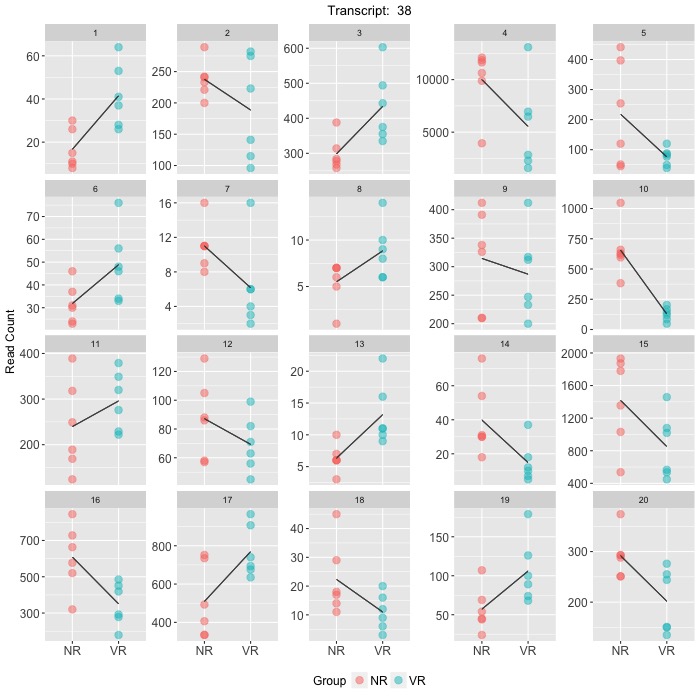 Transcript: 38
1 2 3 4 5
60 40 20
250 200 150 100
600 500 400 300
10000 5000
400 300 200 100
6 7 8 9 10
70 60 50 40 30
16 12 8 4
10 5
400 350 300 250 200
1000 750 500 250 0
Read Count
11 12 13 14 15
400 300 200
120 100 80 60
20 15 10 5
60 40 20
2000 1600 1200 800 400
16 17 18 19 20
700 500 300
800 600 400
40 30 20 10
150 100 50
300 200
NR VR NR VR NR VR NR VR NR VR
Group NR VR